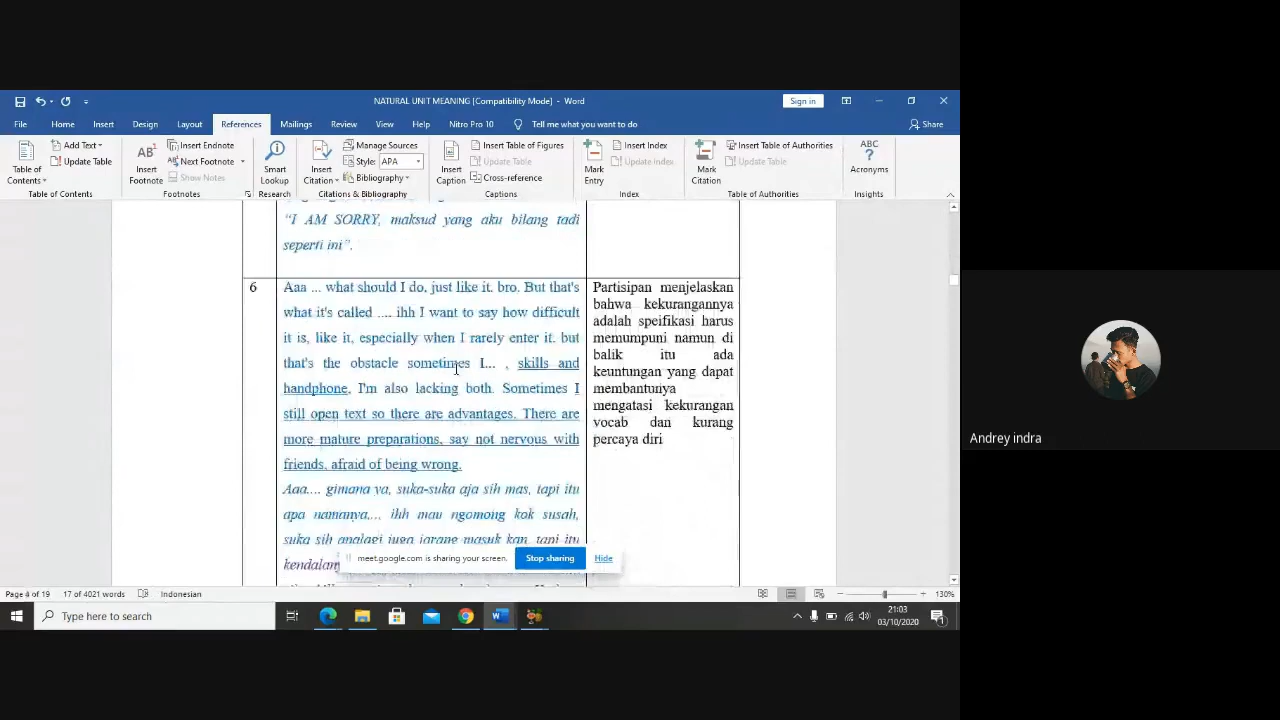 NATURAL UNIT MEANING [Compatibility Mode] - Word
Sign in
File Home Insert Design Layout References Mailings Review View Help Nitro Pro 10 Tell me what you want to do Share
Table of Contents
Add Text
Update Table
Table of Contents
AB1
Insert Footnote
Insert Endnote
Next Footnote
Show Notes
Footnotes
Smart Lookup
Research
Insert Citation
Manage Sources
Style: APA
Bibliography
Citations & Bibliography
Insert Caption
Insert Table of Figures
Update Table
Cross-reference
Captions
Mark Entry
Insert Index
Update Index
Index
Mark Citation
Insert Table of Authorities
Update Table
Table of Authorities
ABC
Acronyms
Insights
“I AM SORRY, maksud yang aku bilang tadi
seperti ini”.
6
Aaa ... what should I do, just like it. bro. But that's
what it's called .... ihh I want to say how difficult
it is, like it, especially when I rarely enter it. but
that's the obstacle sometimes I... , skills and
handphone, I'm also lacking both. Sometimes I
still open text so there are advantages. There are
more mature preparations, say not nervous with
friends, afraid of being wrong.
Aaa.... gimana ya, suka-suka aja sih mas, tapi itu
apa namanya,... ihh mau ngomong kok susah,
suka sih apalagi juga jarang masuk kan, tapi itu
kendalan
Partisipan menjelaskan
bahwa kekurangannya
adalah speifikasi harus
memumpuni namun di
balik itu ada
keuntungan yang dapat
membantunya
mengatasi kekurangan
vocab dan kurang
percaya diri
meet.google.com is sharing your screen. Stop sharing Hide
Page 4 of 19 17 of 4021 words Indonesian 130%
Type here to search
21:03
03/10/2020
1
Andrey indra